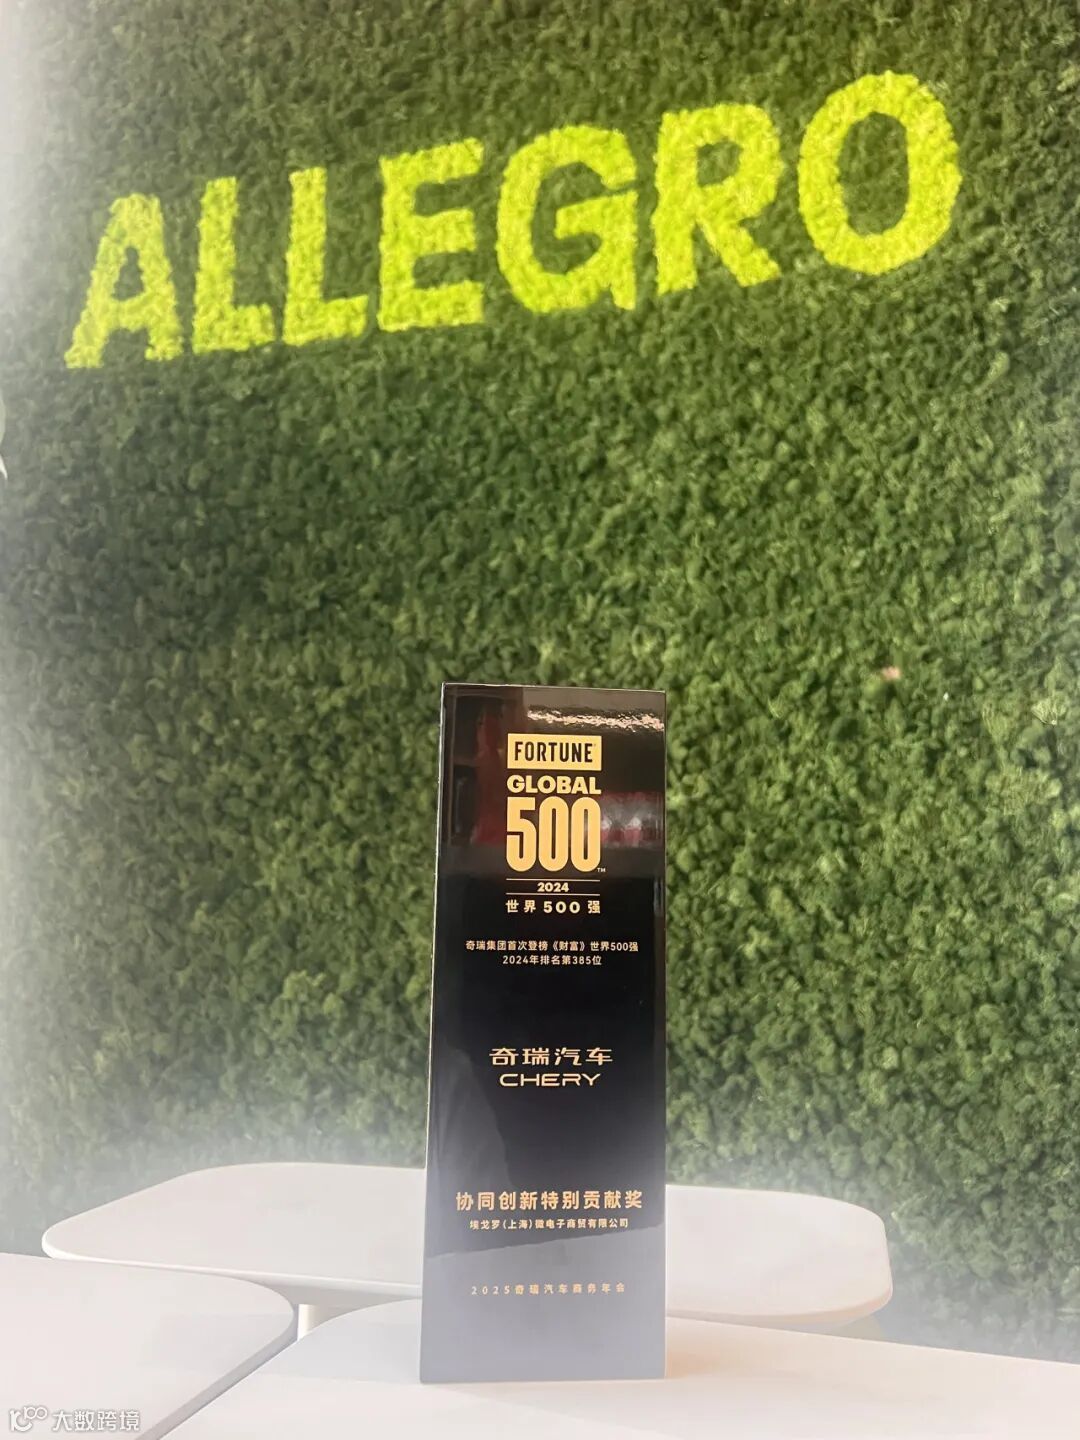 ALLEGRO
FORTUNE
GLOBAL
500™
2024
世界 500 强
奇瑞集团首次登榜《财富》世界500强
2024年排名第385位
奇瑞汽车
CHERY
协同创新特别贡献奖
埃戈罗(上海)微电子商贸有限公司
2025奇瑞汽车商务年会
大数跨境